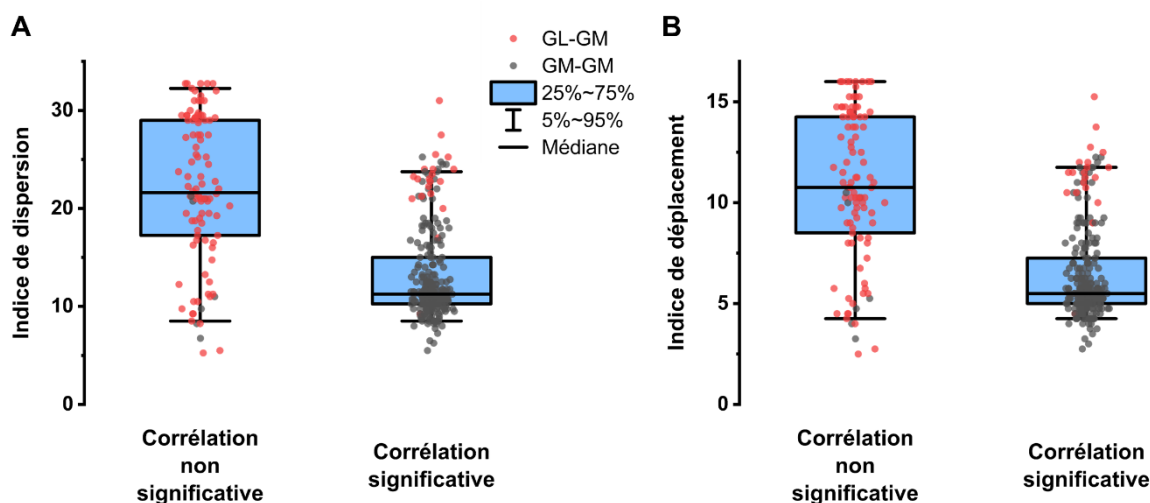 A
Indice de dispersion
30
20
10
0
Corrélation
non
significative
Corrélation
significative
GL-GM
GM-GM
25%~75%
5%~95%
Médiane
B
Indice de déplacement
15
10
5
0
Corrélation
non
significative
Corrélation
significative